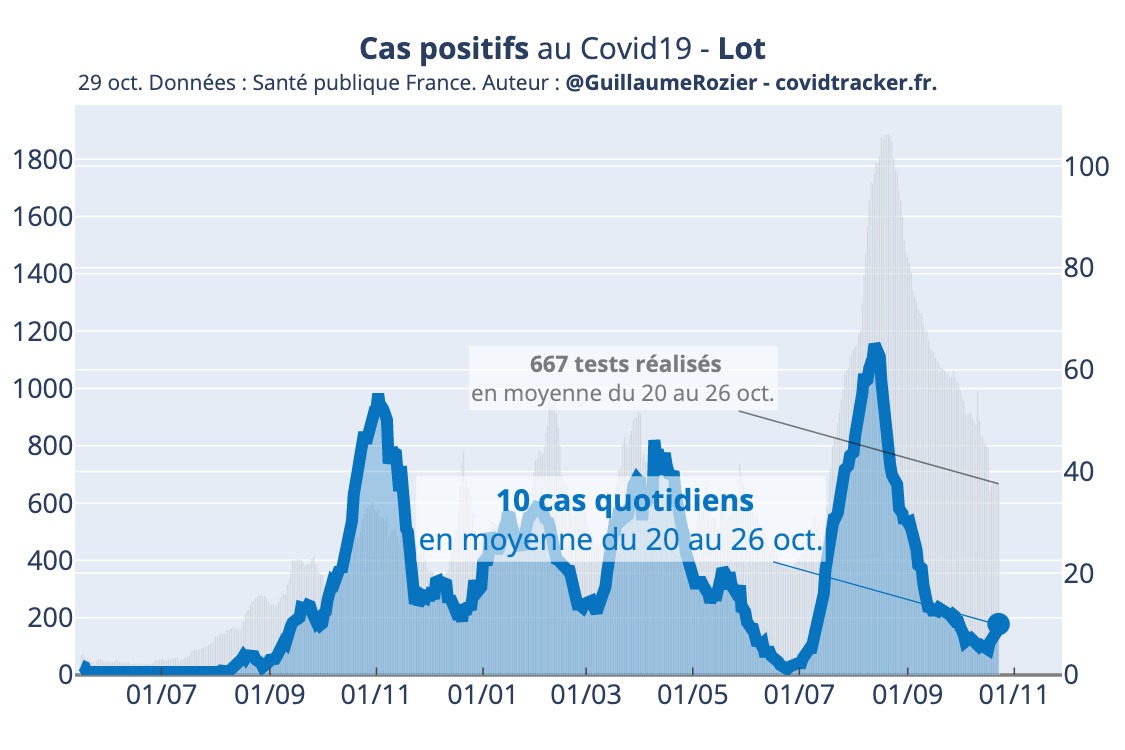 Cas positifs au Covid19 - Lot
29 oct. Données : Santé publique France. Auteur : @GuillaumeRozier - covidtracker.fr.
1800
1600
1400
1200
1000
800
600
400
200
0
100
80
60
40
20
0
667 tests réalisés
en moyenne du 20 au 26 oct.
10 cas quotidiens
en moyenne du 20 au 26 oct.
01/07 01/09 01/11 01/01 01/03 01/05 01/07 01/09 01/11